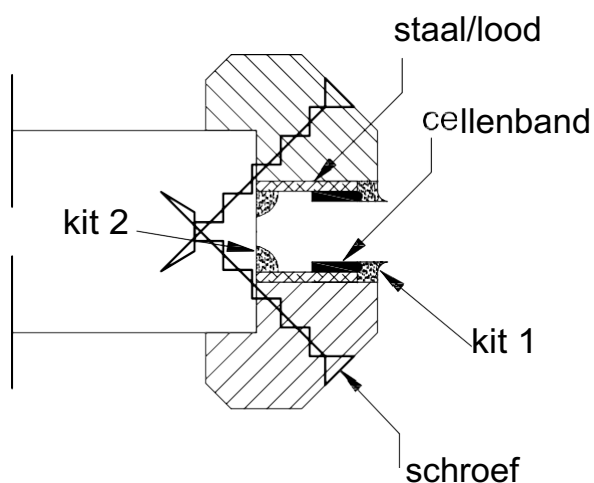 staal/lood
cellenband
kit 2
kit 1
schroef